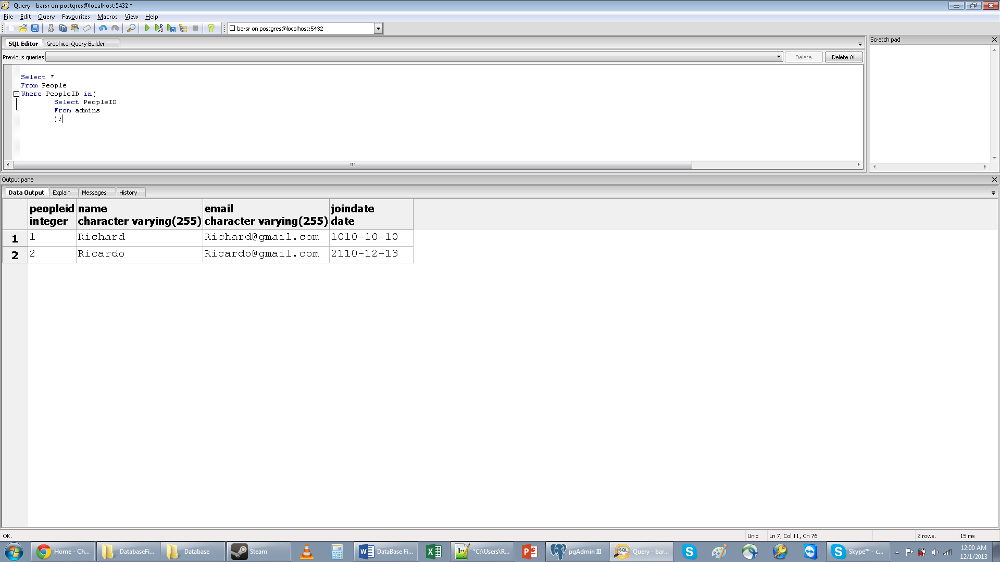 Query - barsr on postgres@localhost:5432 *
File Edit Query Favourites Macros View Help
barsr on postgres@localhost:5432
SQL Editor Graphical Query Builder
Scratch pad
Previous queries Delete Delete All
Select *
From People
Where PeopleID in(
Select PeopleID
From admins
);
Output pane
Data Output Explain Messages History
peopleid name email joindate
integer character varying(255) character varying(255) date
1 1 Richard Richard@gmail.com 1010-10-10
2 2 Ricardo Ricardo@gmail.com 2110-12-13
OK. Unix Ln 7, Col 11, Ch 76 2 rows. 15 ms
Home - Ch... DatabaseFi... Database Steam DataBase Fi... *C:\Users\R... pgAdmin III Query - bar... Skype™ - c... 12:00 AM
12/1/2013